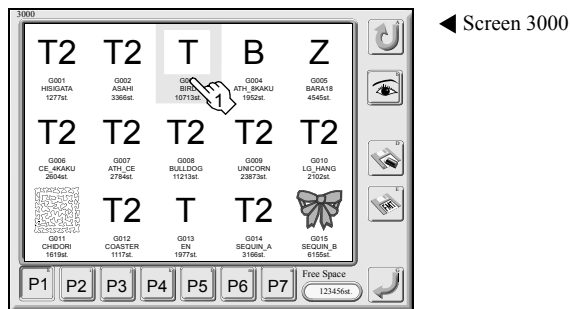 3000
◀ Screen 3000
T2 T2 T B Z
G001 G002 G003 G004 G005
HISIGATA ASAHI BIRD ATH_8KAKU BARA18
1277st. 3366st. 10713st. 1952st. 4545st.
1
T2 T2 T2 T2 T2
G006 G007 G008 G009 G010
CE_4KAKU ATH_CE BULLDOG UNICORN LG_HANG
2604st. 2784st. 11213st. 23873st. 2102st.
T2 T T2
G011 G012 G013 G014 G015
CHIDORI COASTER EN SEQUIN_A SEQUIN_B
1619st. 1117st. 1977st. 3166st. 6155st.
P1 P2 P3 P4 P5 P6 P7
Free Space
123456st.
FMT